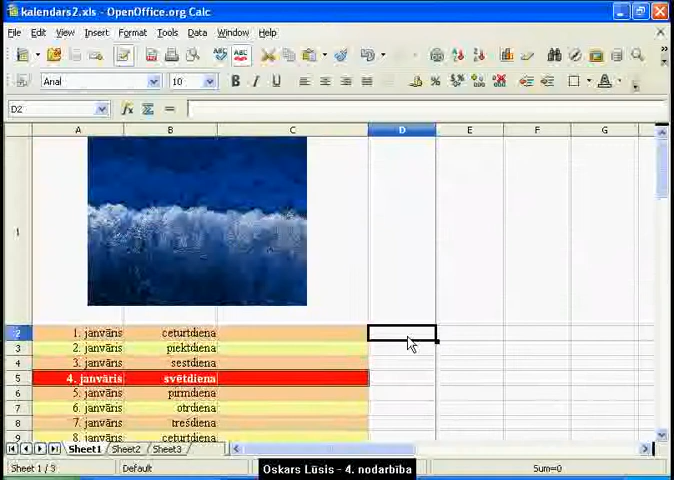 kalendars2.xls - OpenOffice.org Calc
File Edit View Insert Format Tools Data Window Help
Arial 10 B I U
D2
A B C D E F G
1
2 1. janvāris ceturtdiena
3 2. janvāris piektdiena
4 3. janvāris sestdiena
5 4. janvāris svētdiena
6 5. janvāris pirmdiena
7 6. janvāris otrdiena
8 7. janvāris trešdiena
9 8. janvāris ceturtdiena
Sheet1 Sheet2 Sheet3
Sheet 1 / 3 Default Sum=0
Oskars Lūsis - 4. nodarbība